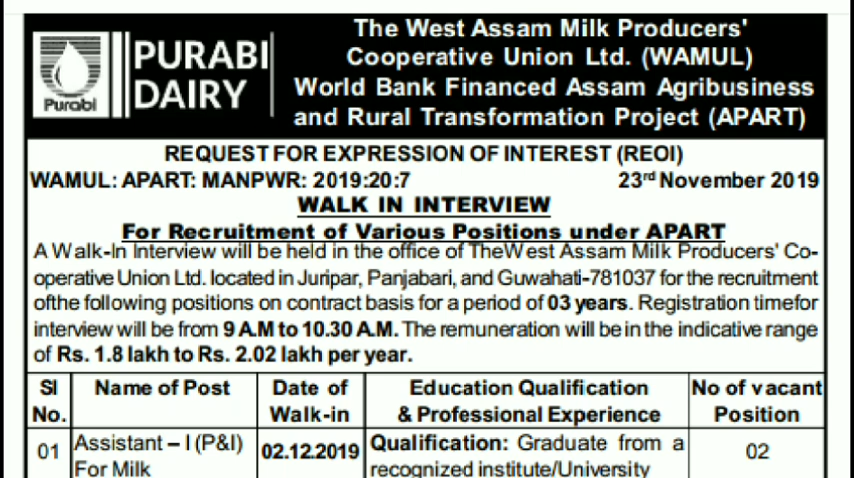 Purabi
PURABI
DAIRY
The West Assam Milk Producers'
Cooperative Union Ltd. (WAMUL)
World Bank Financed Assam Agribusiness
and Rural Transformation Project (APART)
REQUEST FOR EXPRESSION OF INTEREST (REOI)
WAMUL: APART: MANPWR: 2019:20:7 23rd November 2019
WALK IN INTERVIEW
For Recruitment of Various Positions under APART
A Walk-In Interview will be held in the office of TheWest Assam Milk Producers' Co-
operative Union Ltd. located in Juripar, Panjabari, and Guwahati-781037 for the recruitment
ofthe following positions on contract basis for a period of 03 years. Registration timefor
interview will be from 9 A.M to 10.30 A.M. The remuneration will be in the indicative range
of Rs. 1.8 lakh to Rs. 2.02 lakh per year.
Sl No. Name of Post Date of Walk-in Education Qualification & Professional Experience No of vacant Position
01 Assistant – I (P&I) For Milk 02.12.2019 Qualification: Graduate from a recognized institute/University 02